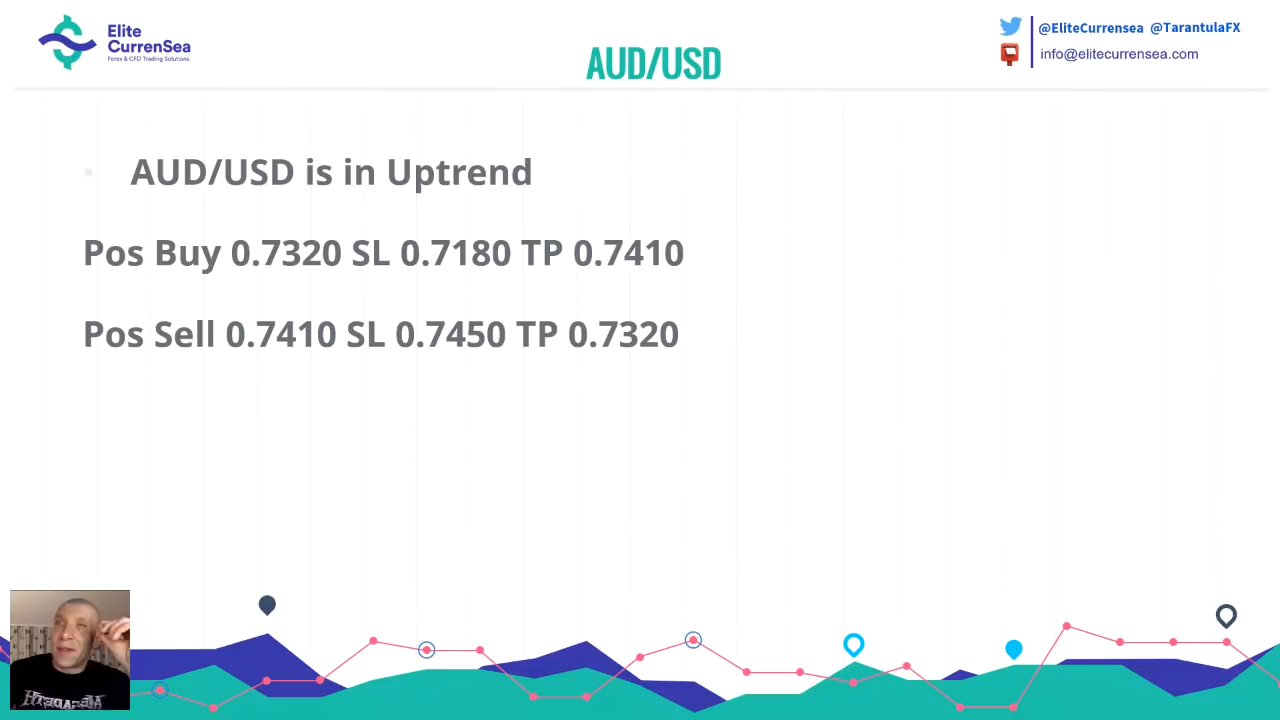 Elite
CurrenSea
Forex & CFD Trading Solutions
AUD/USD
@EliteCurrensea @TarantulaFX
info@elitecurrensea.com
AUD/USD is in Uptrend
Pos Buy 0.7320 SL 0.7180 TP 0.7410
Pos Sell 0.7410 SL 0.7450 TP 0.7320